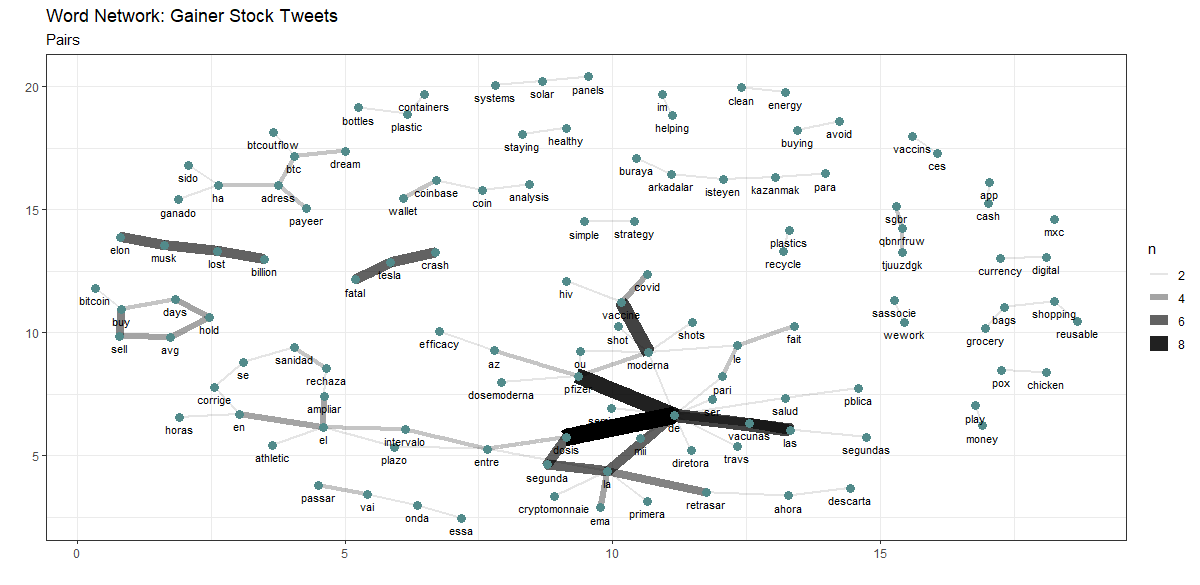 Word Network: Gainer Stock Tweets
Pairs
20
15
10
5
0
5
10
15
n
2
4
6
8
systems
solar
panels
containers
bottles
plastic
im
helping
clean
energy
btcoutflow
btc
dream
staying
healthy
buying
avoid
vaccins
ces
sido
ha
ganado
adress
payeer
coinbase
wallet
coin
analysis
buraya
arkadalar
isteyen
kazanmak
para
app
cash
simple
strategy
plastics
recycle
sgbr
qbnrfruw
tjuuzdgk
mxc
elon
musk
lost
billion
tesla
crash
fatal
currency
digital
bitcoin
buy
days
hold
sell
avg
hiv
covid
vaccine
shot
shots
moderna
efficacy
az
ou
pfizer
dosemoderna
le
fait
pari
sassocie
wework
bags
shopping
reusable
grocery
se
sanidad
rechaza
corrige
ampliar
horas
en
el
athletic
intervalo
plazo
entre
dosis
de
ser
salud
pblica
vacunas
las
segundas
mii
diretora
travs
pox
chicken
play
money
segunda
la
cryptomonnaie
ema
primera
retrasar
ahora
descarta
passar
vai
onda
essa